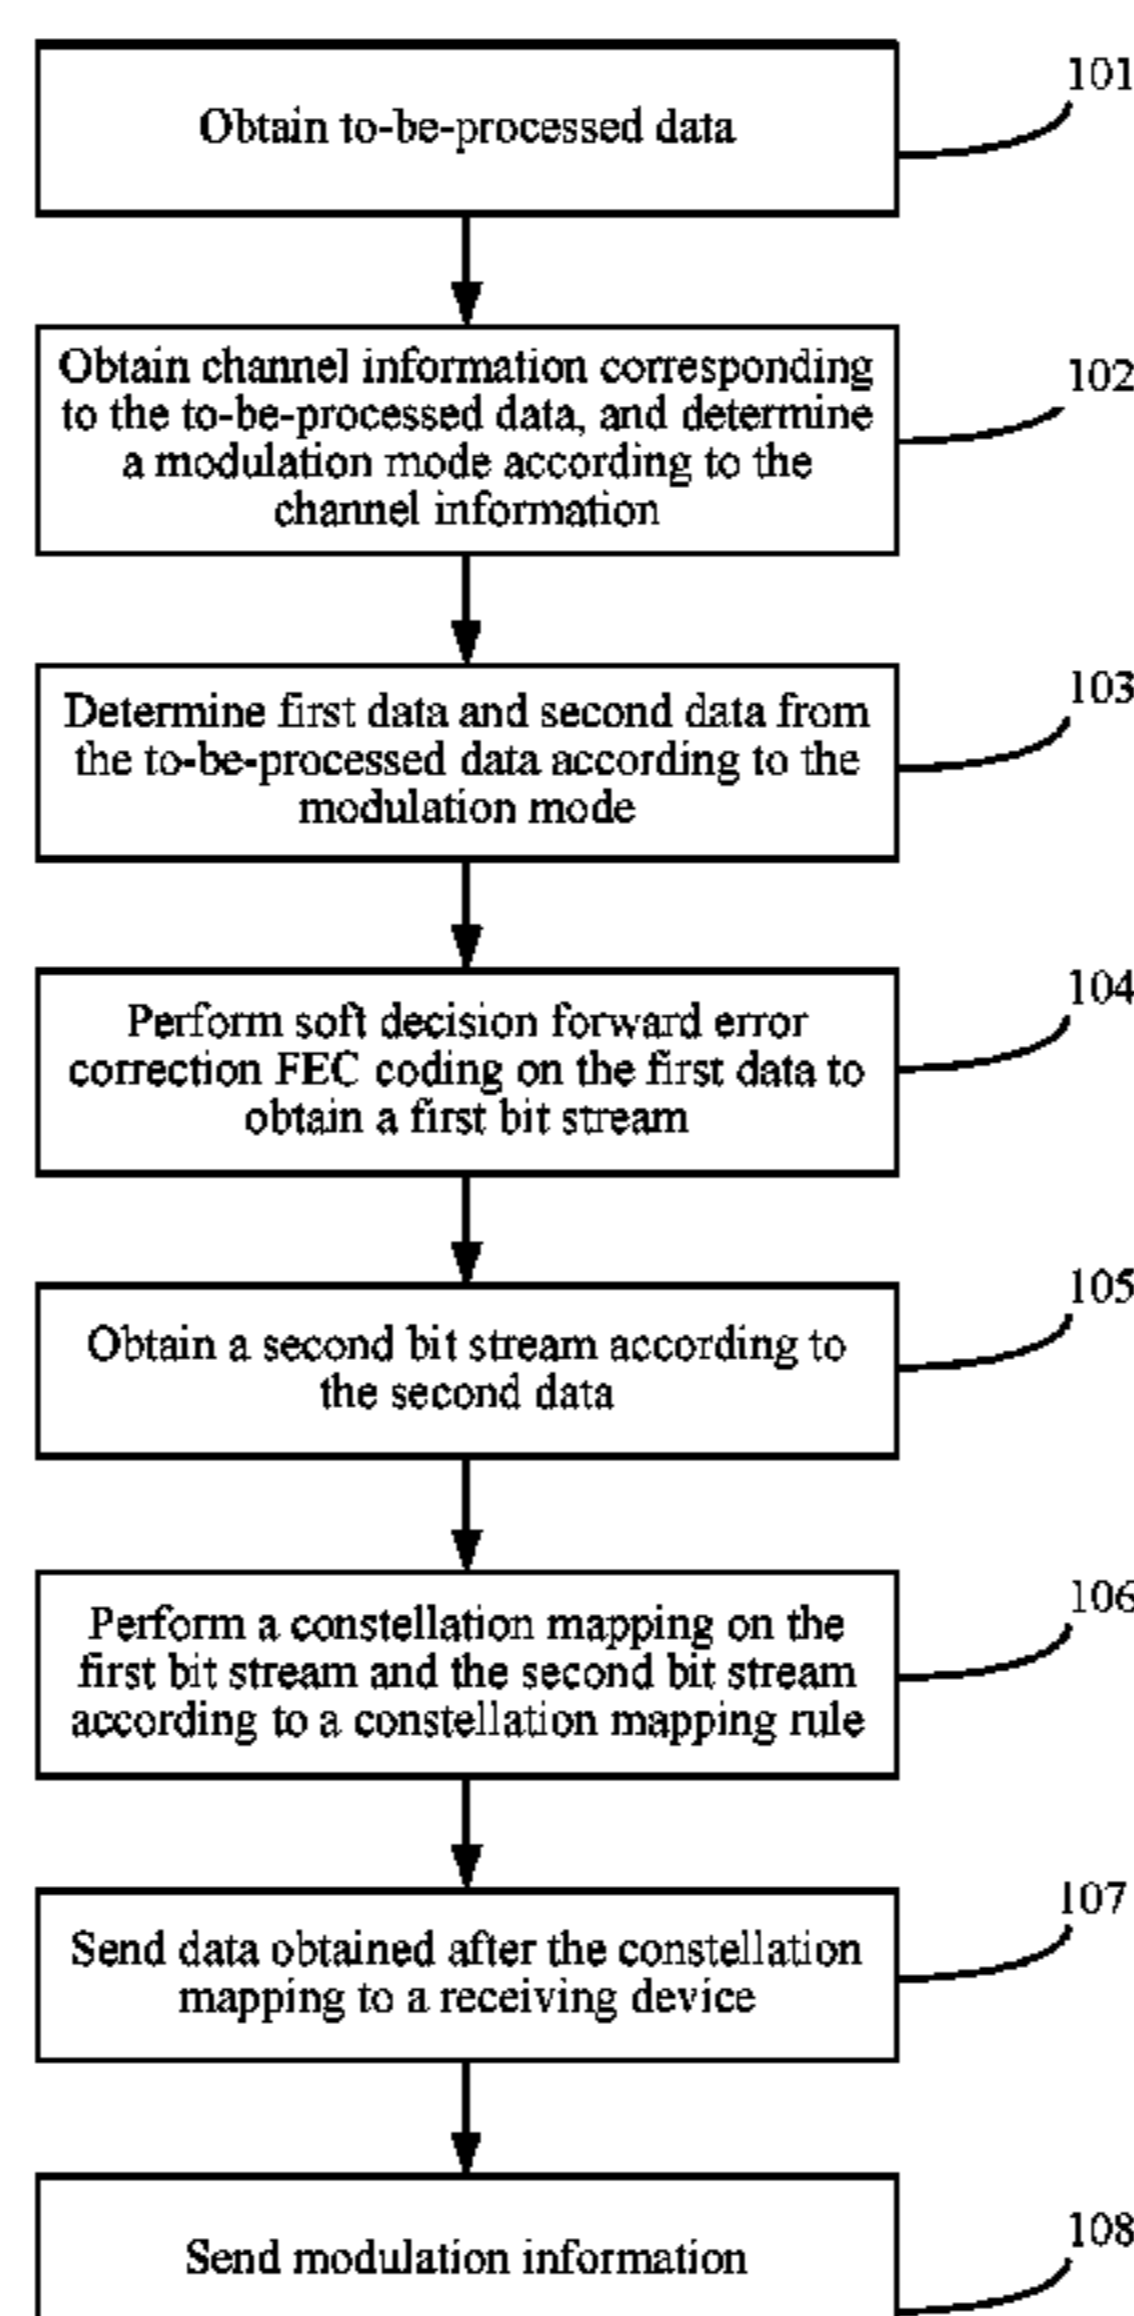 101
Obtain to-be-processed data
102
Obtain channel information corresponding
to the to-be-processed data, and determine
a modulation mode according to the
channel information
103
Determine first data and second data from
the to-be-processed data according to the
modulation mode
104
Perform soft decision forward error
correction FEC coding on the first data to
obtain a first bit stream
105
Obtain a second bit stream according to
the second data
106
Perform a constellation mapping on the
first bit stream and the second bit stream
according to a constellation mapping rule
107
Send data obtained after the constellation
mapping to a receiving device
108
Send modulation information